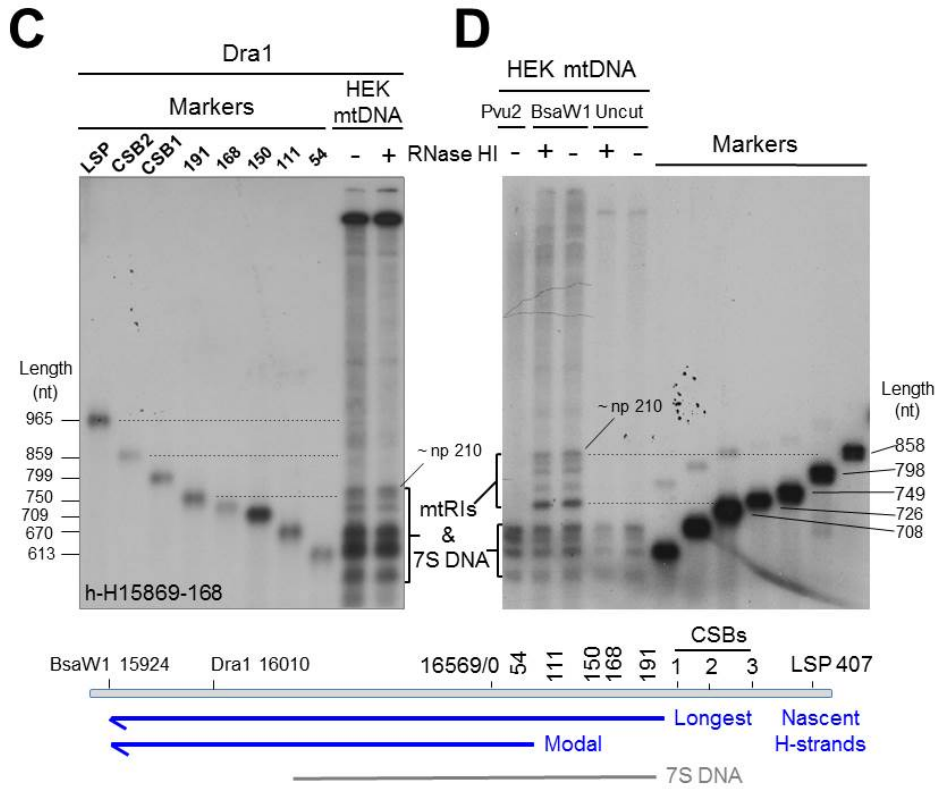 C
Dra1
Markers
HEK
mtDNA
LSP CSB2 CSB1 191 168 150 111 54
- + RNase HI
Length
(nt)
965
859
799
750
709
670
613
h-H15869-168
~ np 210
mtRIs
&
7S DNA
D
HEK mtDNA
Pvu2 BsaW1 Uncut
- + - + -
Markers
~ np 210
Length
(nt)
858
798
749
726
708
CSBs
BsaW1 15924 Dra1 16010 16569/0 54 111 150 168 191 1 2 3 LSP 407
Longest Nascent
Modal H-strands
7S DNA